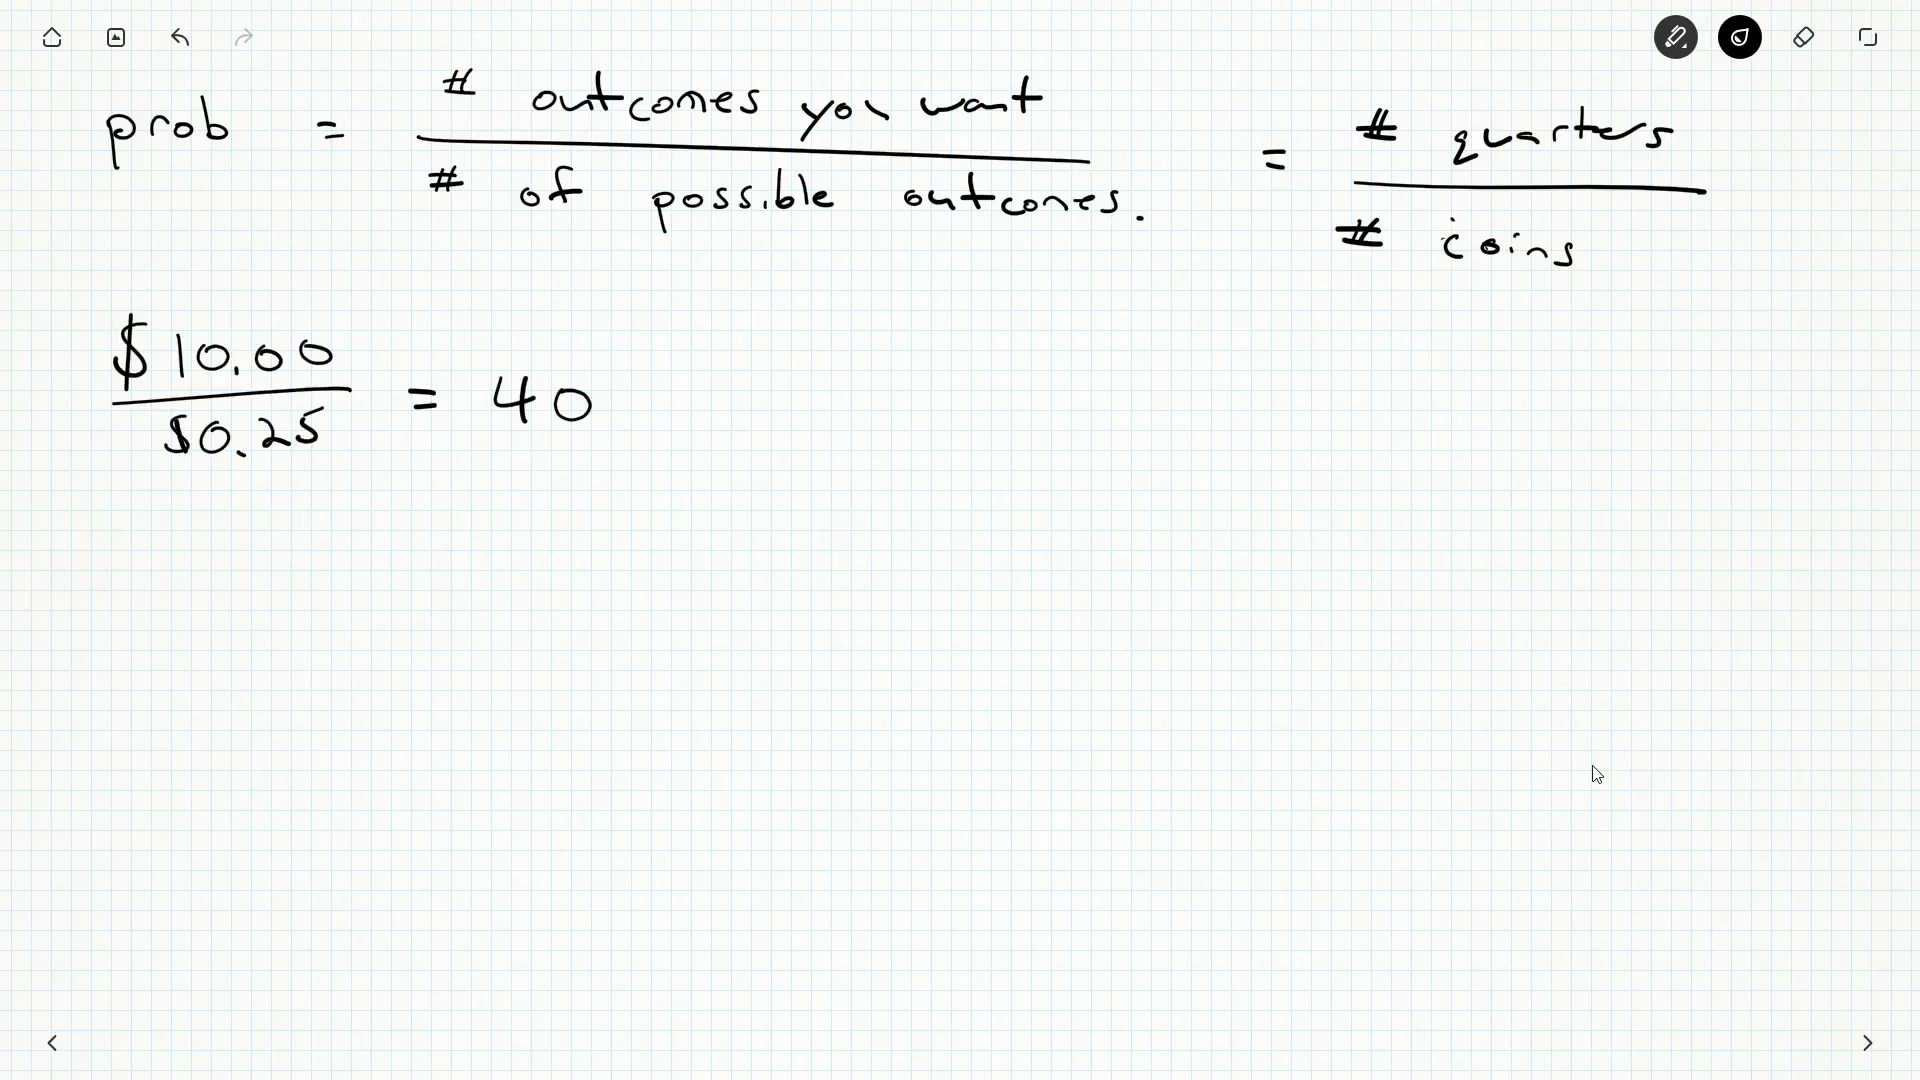 prob = # outcomes you want / # of possible outcomes. = # quarters / # coins
$10.00 / $0.25 = 40